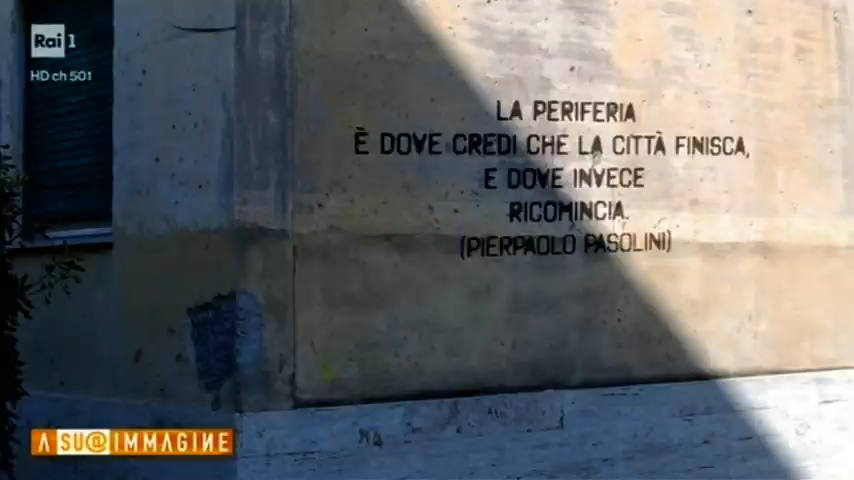 Rai 1
HD ch 501
LA PERIFERIA
È DOVE CREDI CHE LA CITTÀ FINISCA,
E DOVE INVECE
RICOMINCIA.
(PIERPAOLO PASOLINI)
A SU@ IMMAGINE